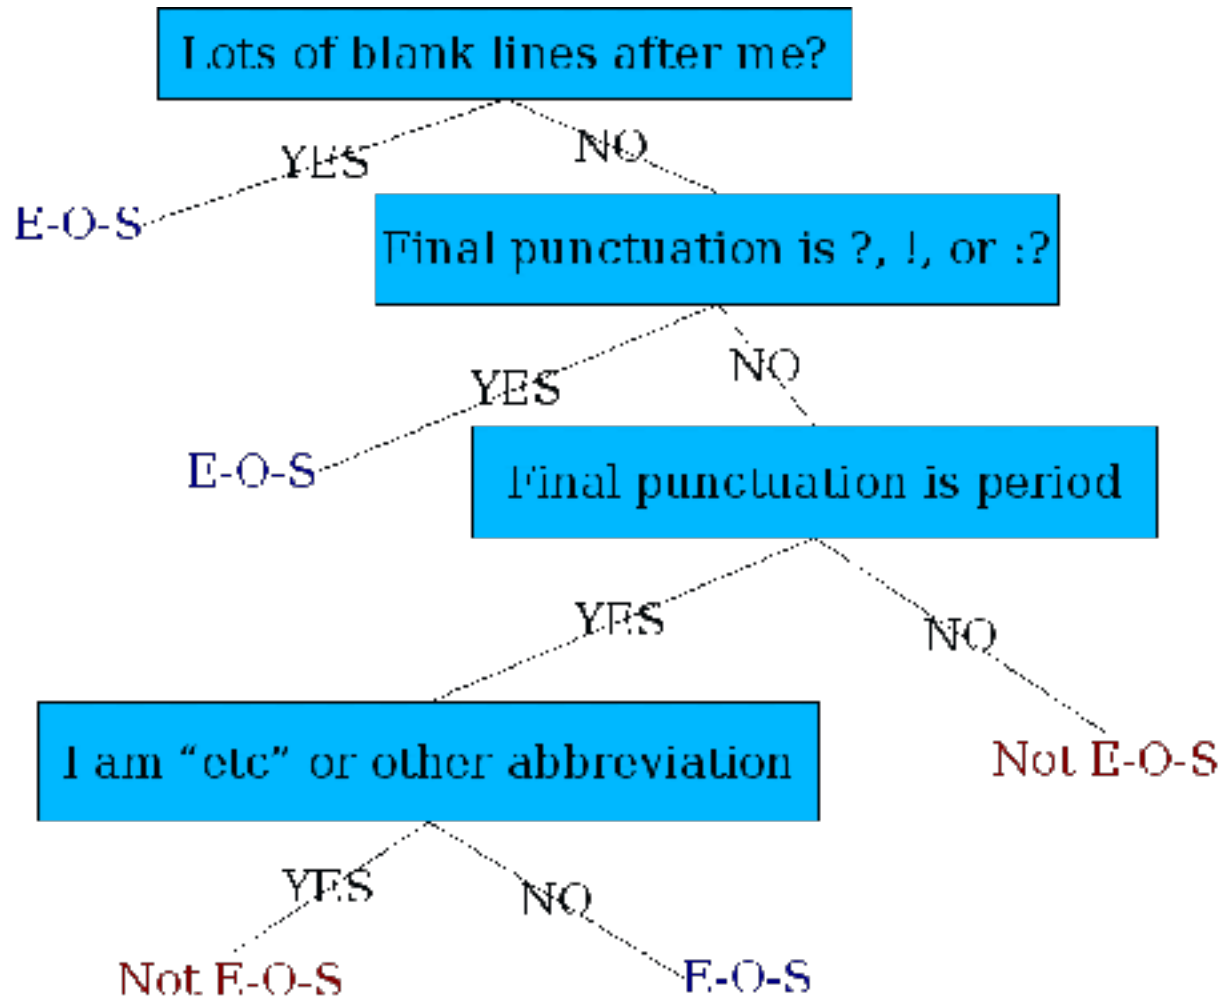 Lots of blank lines after me?
YES
NO
E-O-S
Final punctuation is ?, !, or :?
YES
NO
E-O-S
Final punctuation is period
YES
NO
I am “etc” or other abbreviation
Not E-O-S
YES
NO
Not E-O-S
E-O-S